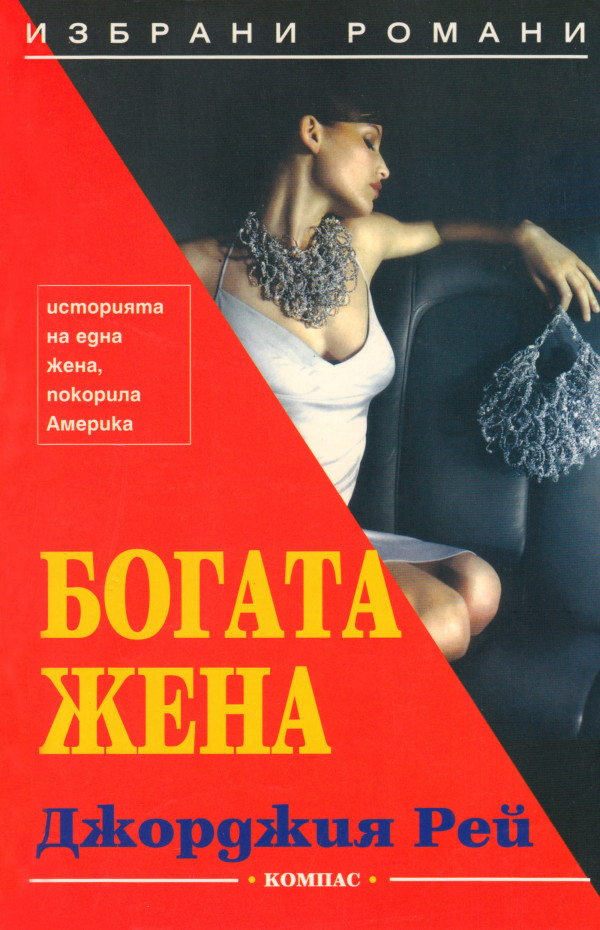 ИЗБРАНИ РОМАНИ
историята
на една
жена,
покорила
Америка
БОГАТА
ЖЕНА
Джорджия Рей
• КОМПАС •